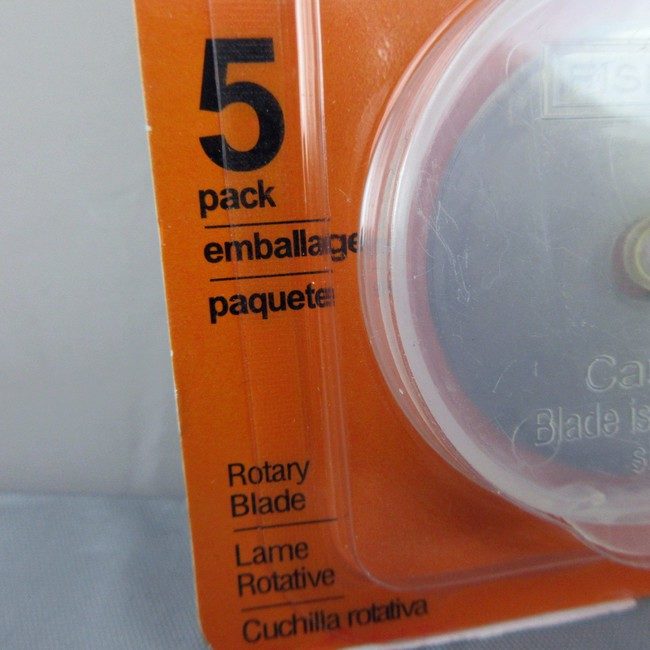 5
pack
emballage
paquete
Rotary
Blade
Lame
Rotative
Cuchilla rotativa
Blade is